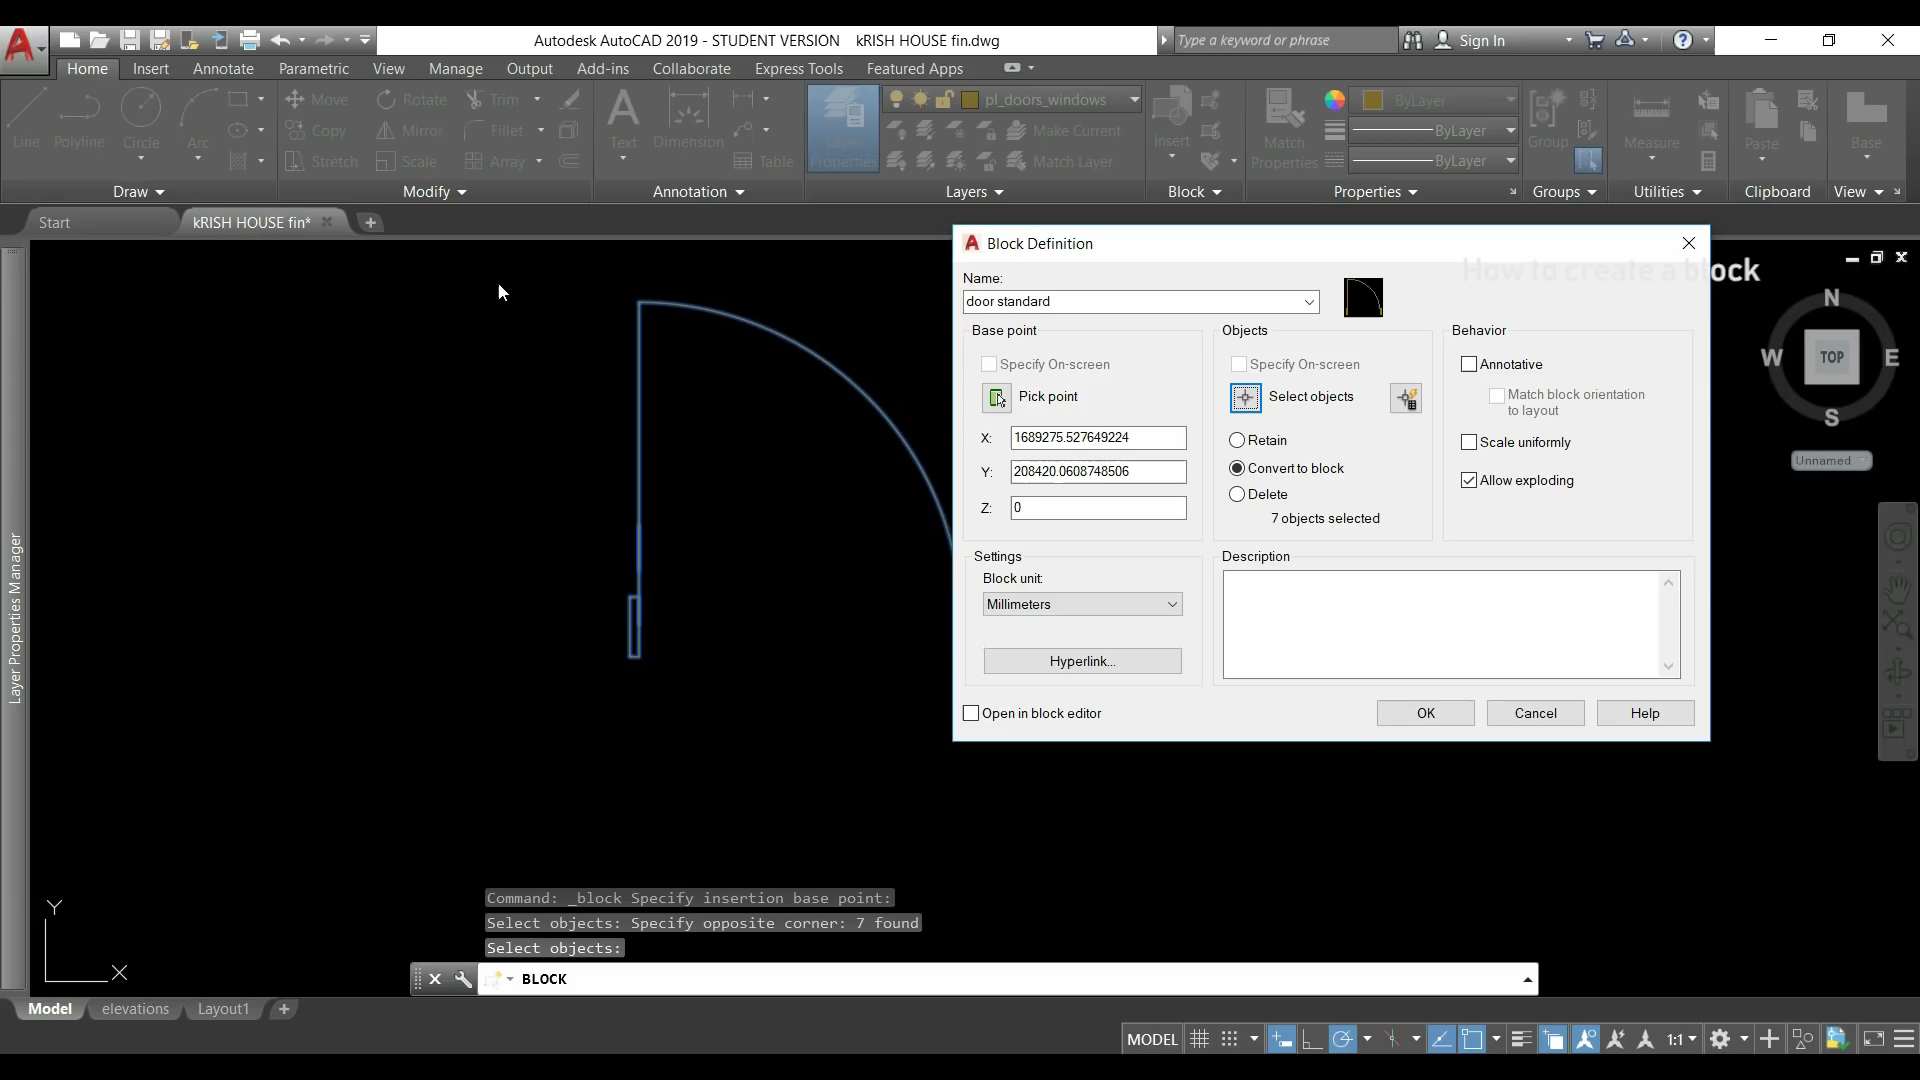 Autodesk AutoCAD 2019 - STUDENT VERSION kRISH HOUSE fin.dwg
Type a keyword or phrase
Sign In
Home Insert Annotate Parametric View Manage Output Add-ins Collaborate Express Tools Featured Apps
Line Polyline Circle Arc
Move Rotate Trim
Copy Mirror Fillet
Stretch Scale Array
Text Dimension
Table
Layer Properties
pl_doors_windows
Make Current
Match Layer
Insert
Match Properties
ByLayer
ByLayer
ByLayer
Group
Measure
Paste
Base
Draw Modify Annotation Layers Block Properties Groups Utilities Clipboard View
Start kRISH HOUSE fin*
Block Definition
How to create a block
Name:
door standard
Base point
Specify On-screen
Pick point
X: 1689275.527649224
Y: 208420.0608748506
Z: 0
Objects
Specify On-screen
Select objects
Retain
Convert to block
Delete
7 objects selected
Behavior
Annotative
Match block orientation
to layout
Scale uniformly
Allow exploding
Settings
Block unit:
Millimeters
Hyperlink...
Description
Open in block editor
OK Cancel Help
N
W TOP E
S
Unnamed
Layer Properties Manager
Command: _block Specify insertion base point:
Select objects: Specify opposite corner: 7 found
Select objects:
BLOCK
Y
X
Model elevations Layout1
MODEL 1:1